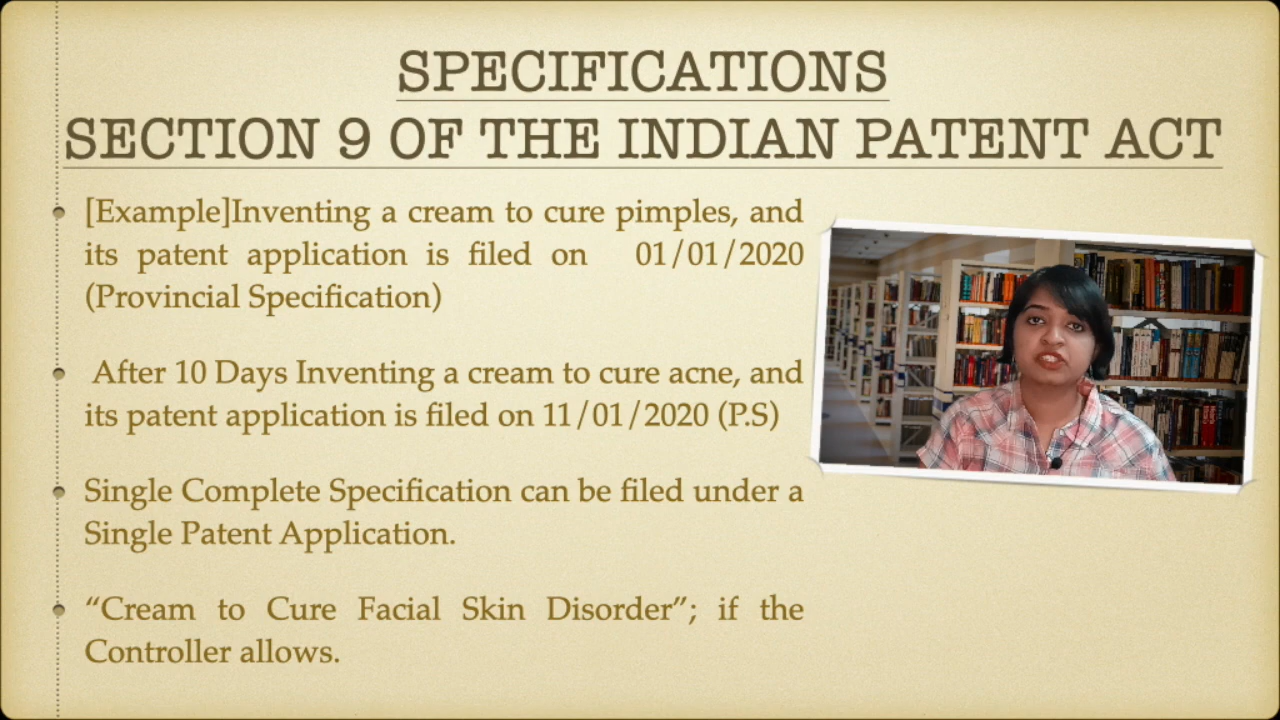 SPECIFICATIONS
SECTION 9 OF THE INDIAN PATENT ACT
[Example]Inventing a cream to cure pimples, and
its patent application is filed on 01/01/2020
(Provincial Specification)
After 10 Days Inventing a cream to cure acne, and
its patent application is filed on 11/01/2020 (P.S)
Single Complete Specification can be filed under a
Single Patent Application.
“Cream to Cure Facial Skin Disorder”; if the
Controller allows.